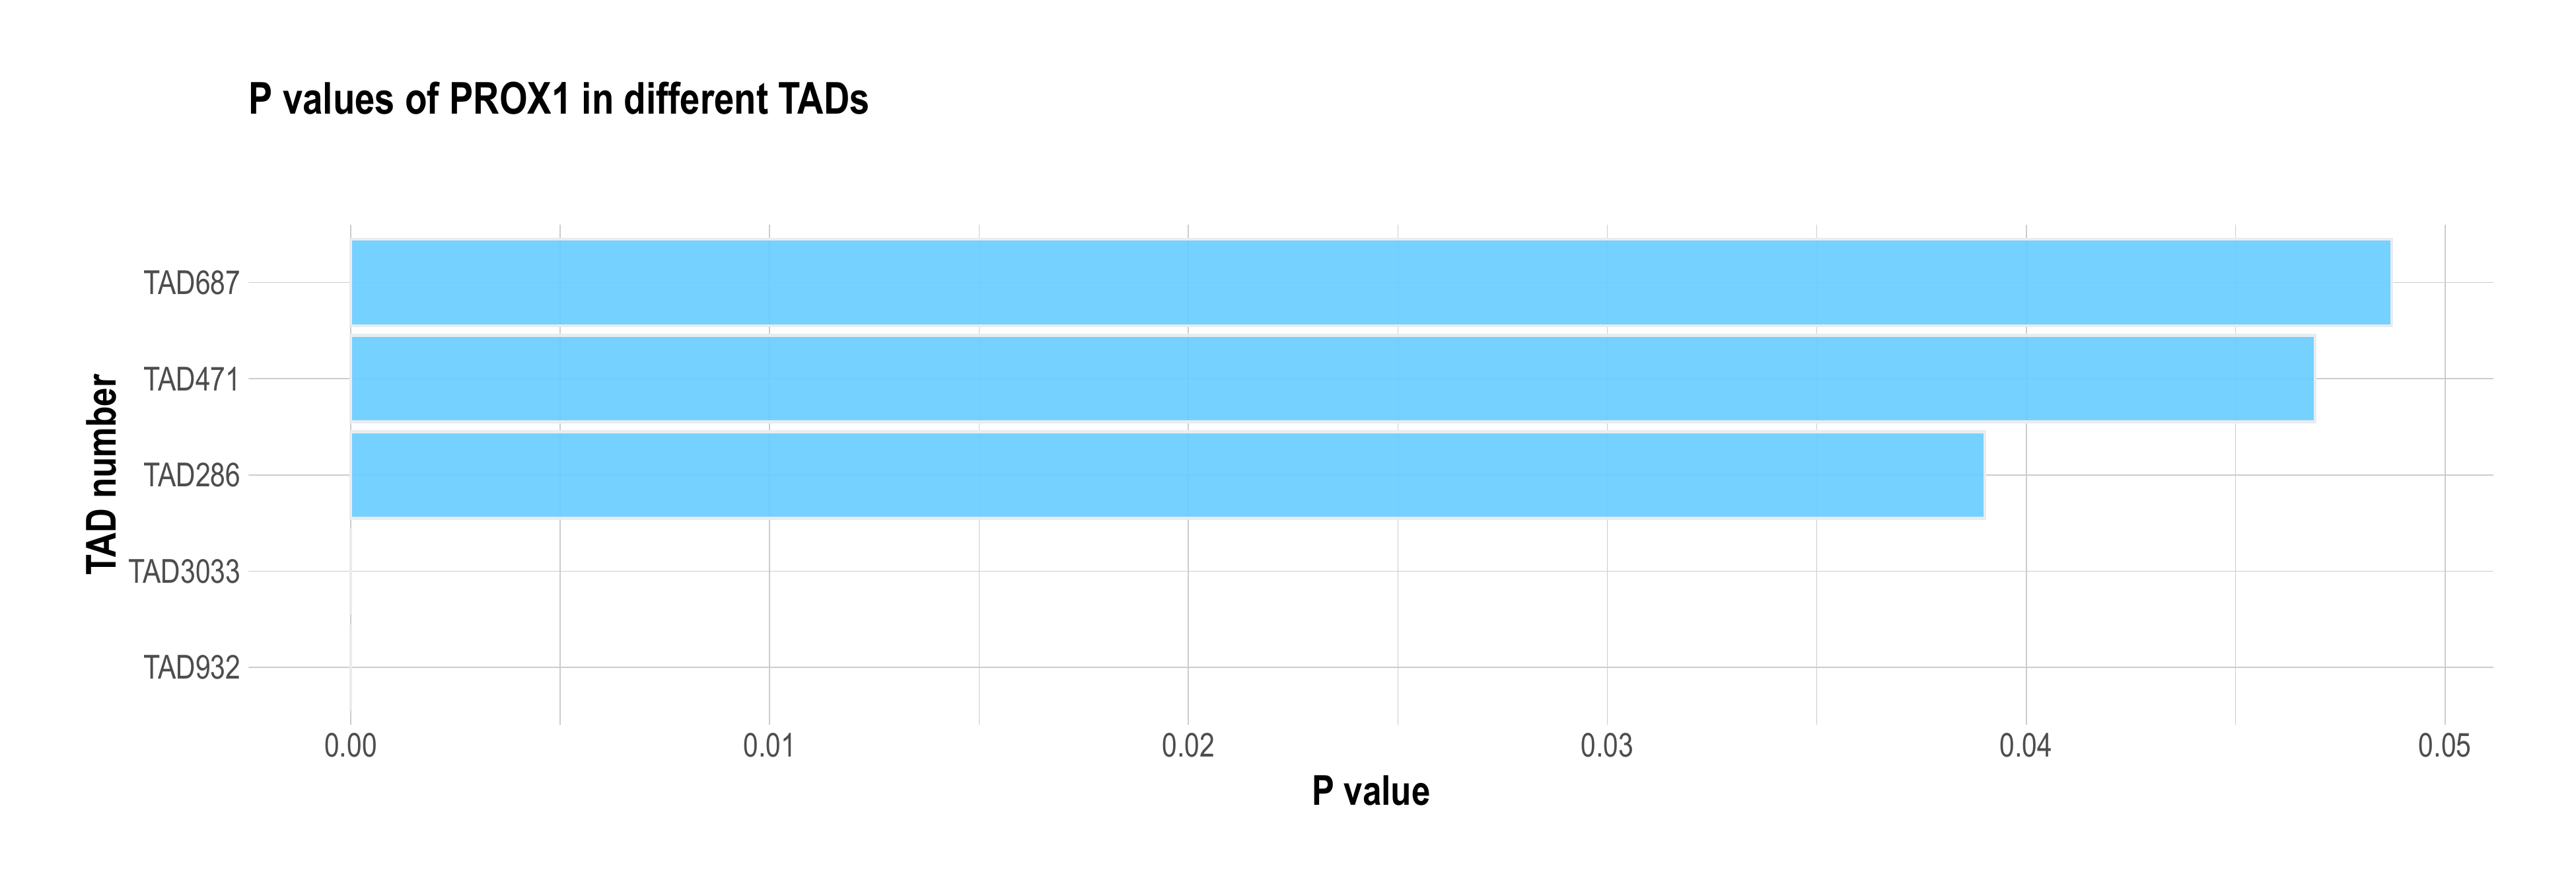 P values of PROX1 in different TADs
TAD number
TAD687
TAD471
TAD286
TAD3033
TAD932
0.00 0.01 0.02 0.03 0.04 0.05
P value